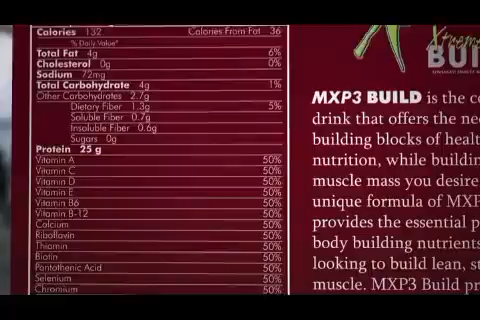 Calories 132 Calories From Fat 36
% Daily Value*
Total Fat 4g 6%
Cholesterol 0g 0%
Sodium 72mg
Total Carbohydrate 4g 1%
Other Carbohydrates 2.7g
Dietary Fiber 1.3g 5%
Soluble Fiber 0.7g
Insoluble Fiber 0.6g
Sugars 0g
Protein 25 g
Vitamin A 50%
Vitamin C 50%
Vitamin D 50%
Vitamin E 50%
Vitamin B6 50%
Vitamin B-12 50%
Calcium 50%
Riboflavin 50%
Thiamin 50%
Biotin 50%
Pantothenic Acid 50%
Selenium 50%
Chromium 50%
Xtreme
BUI
MXP3 BUILD is the c
drink that offers the ne
building blocks of healt
nutrition, while buildin
muscle mass you desire
unique formula of MXP
provides the essential p
body building nutrients
looking to build lean, st
muscle. MXP3 Build pr